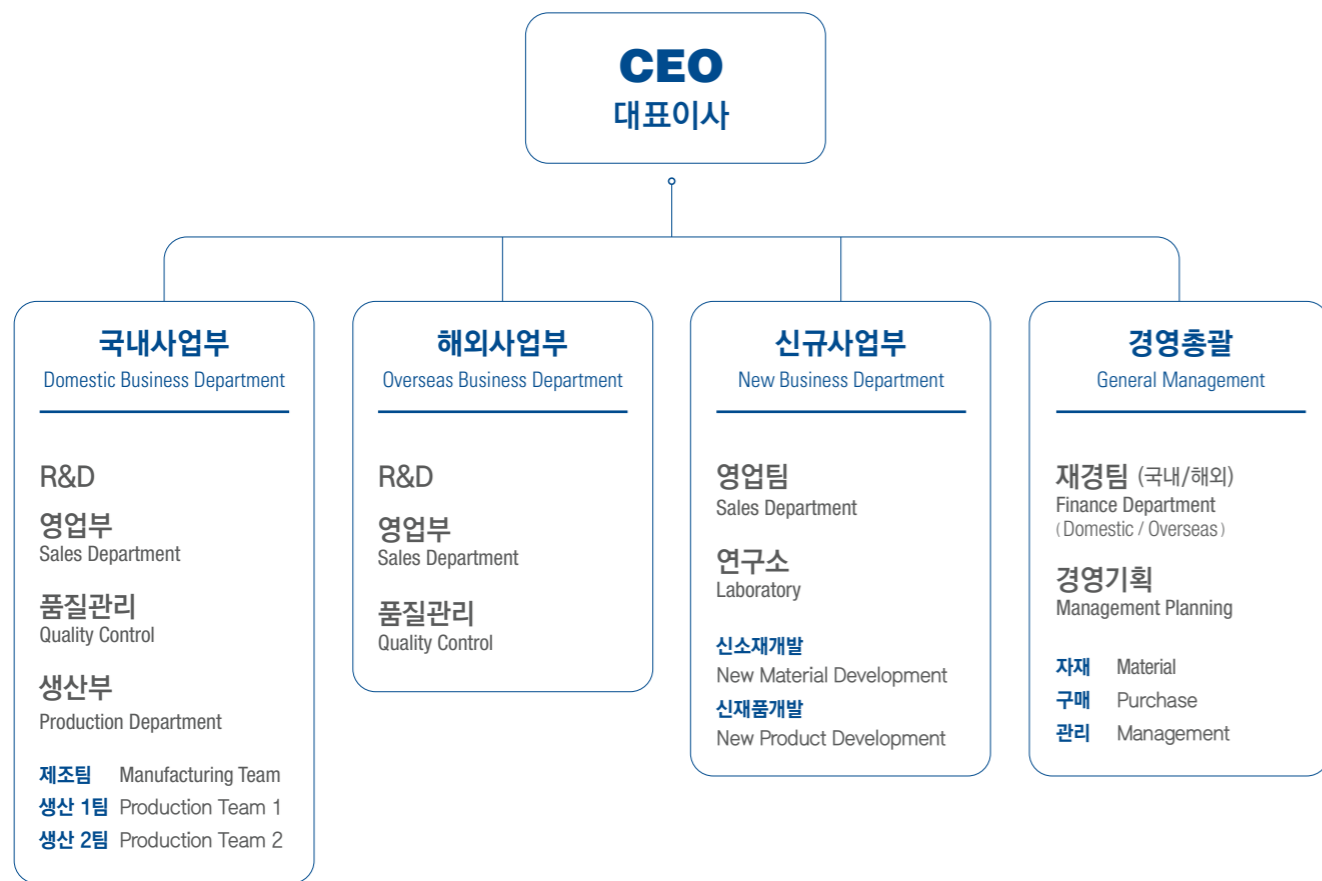 CEO
대표이사
국내사업부
Domestic Business Department
R&D
영업부
Sales Department
품질관리
Quality Control
생산부
Production Department
제조팀 Manufacturing Team
생산 1팀 Production Team 1
생산 2팀 Production Team 2
해외사업부
Overseas Business Department
R&D
영업부
Sales Department
품질관리
Quality Control
신규사업부
New Business Department
영업팀
Sales Department
연구소
Laboratory
신소재개발
New Material Development
신재품개발
New Product Development
경영총괄
General Management
재경팀 (국내/해외)
Finance Department
(Domestic / Overseas)
경영기획
Management Planning
자재 Material
구매 Purchase
관리 Management